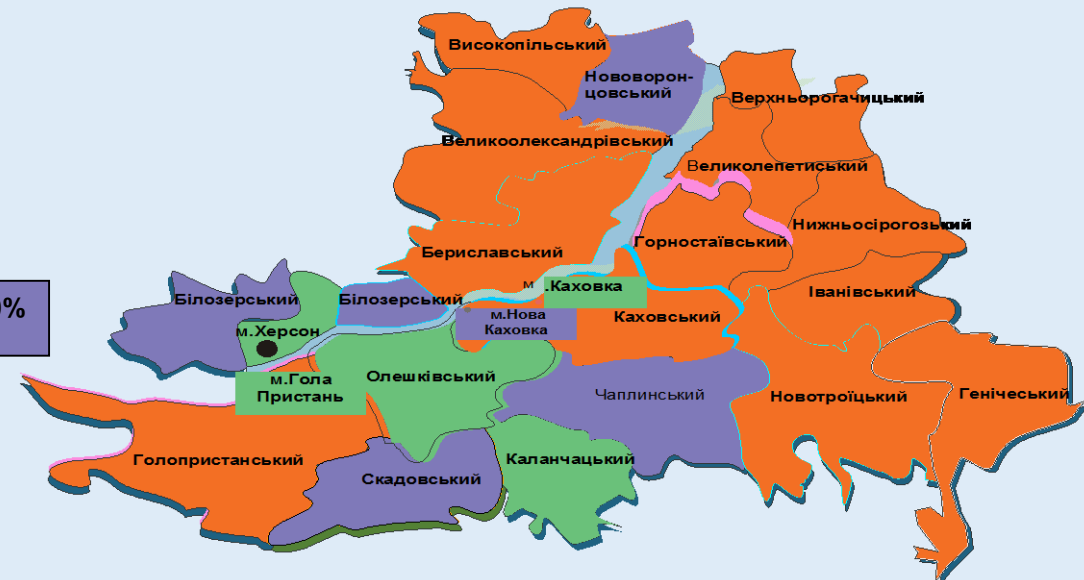 Високопільський
Нововорон-
цовський
Верхньорогачицький
Великоолександрівський
Великолепетиський
Нижньосірогозький
Горностаївський
Бериславський
м .Каховка
Іванівський
Білозерський
Білозерський
м.Херсон
м.Нова
Каховка
Каховський
м.Гола
Пристань
Олешківський
Чаплинський
Новотроїцький
Генічеський
Голопристанський
Скадовський
Каланчацький
%